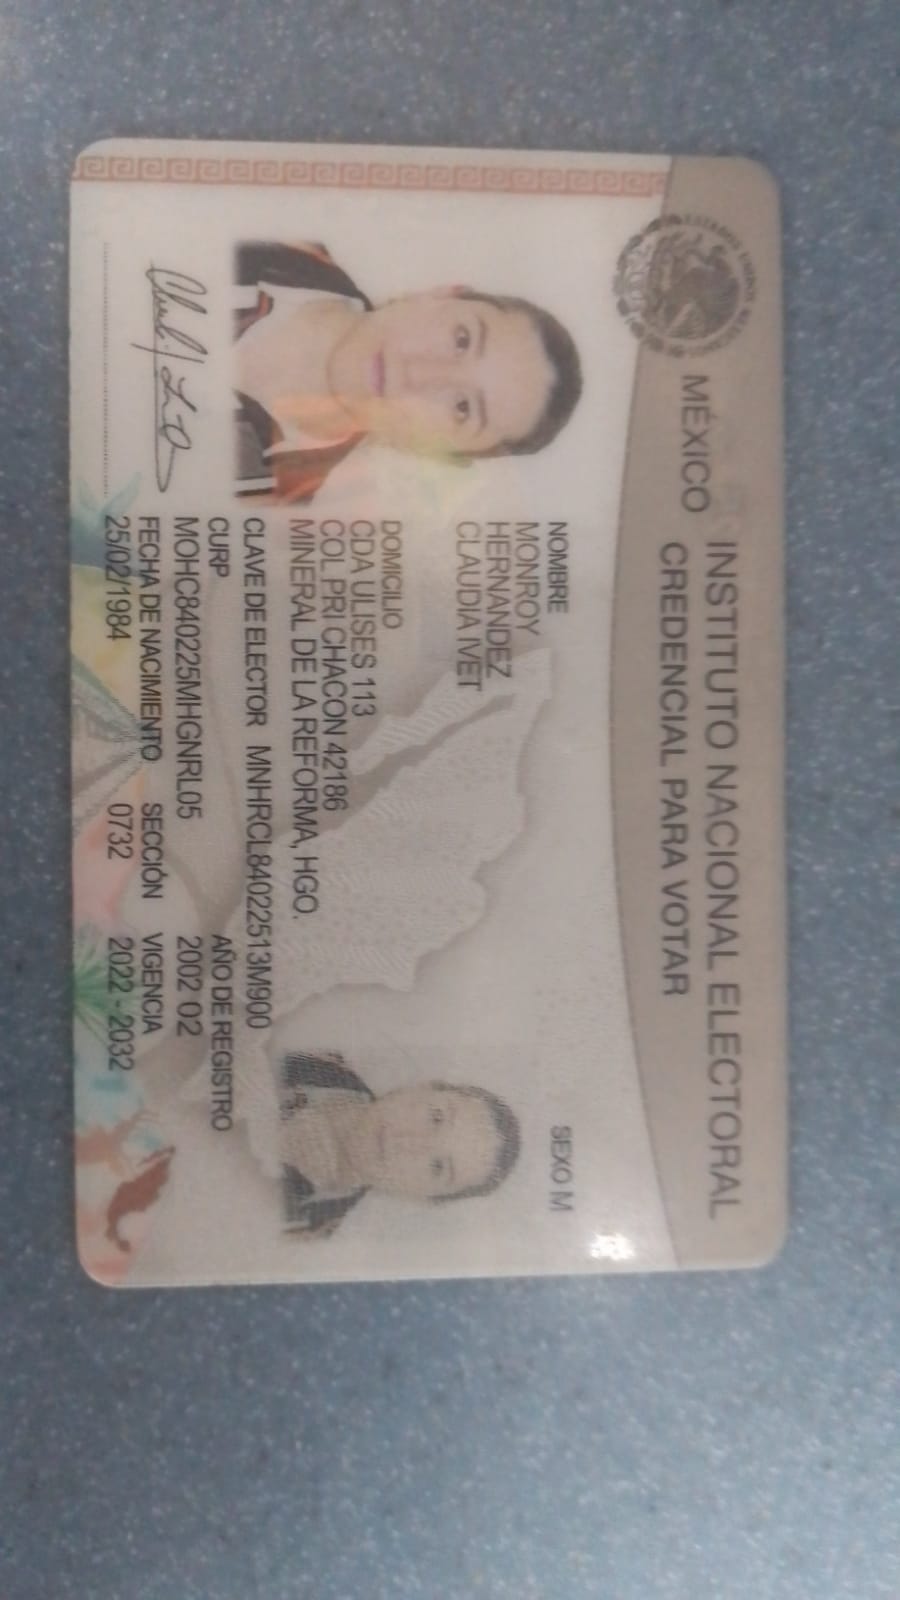 MÉXICO
INSTITUTO NACIONAL ELECTORAL
CREDENCIAL PARA VOTAR
NOMBRE
SEXO M
MONROY
HERNANDEZ
CLAUDIA IVET
DOMICILIO
CDA ULISES 113
COL PRI CHACON 42186
MINERAL DE LA REFORMA, HGO.
CLAVE DE ELECTOR MNHRCL84022513M900
CURP
AÑO DE REGISTRO
MOHC840225MHGNRL05
2002 02
FECHA DE NACIMIENTO
SECCIÓN
VIGENCIA
25/02/1984
0732
2022 - 2032